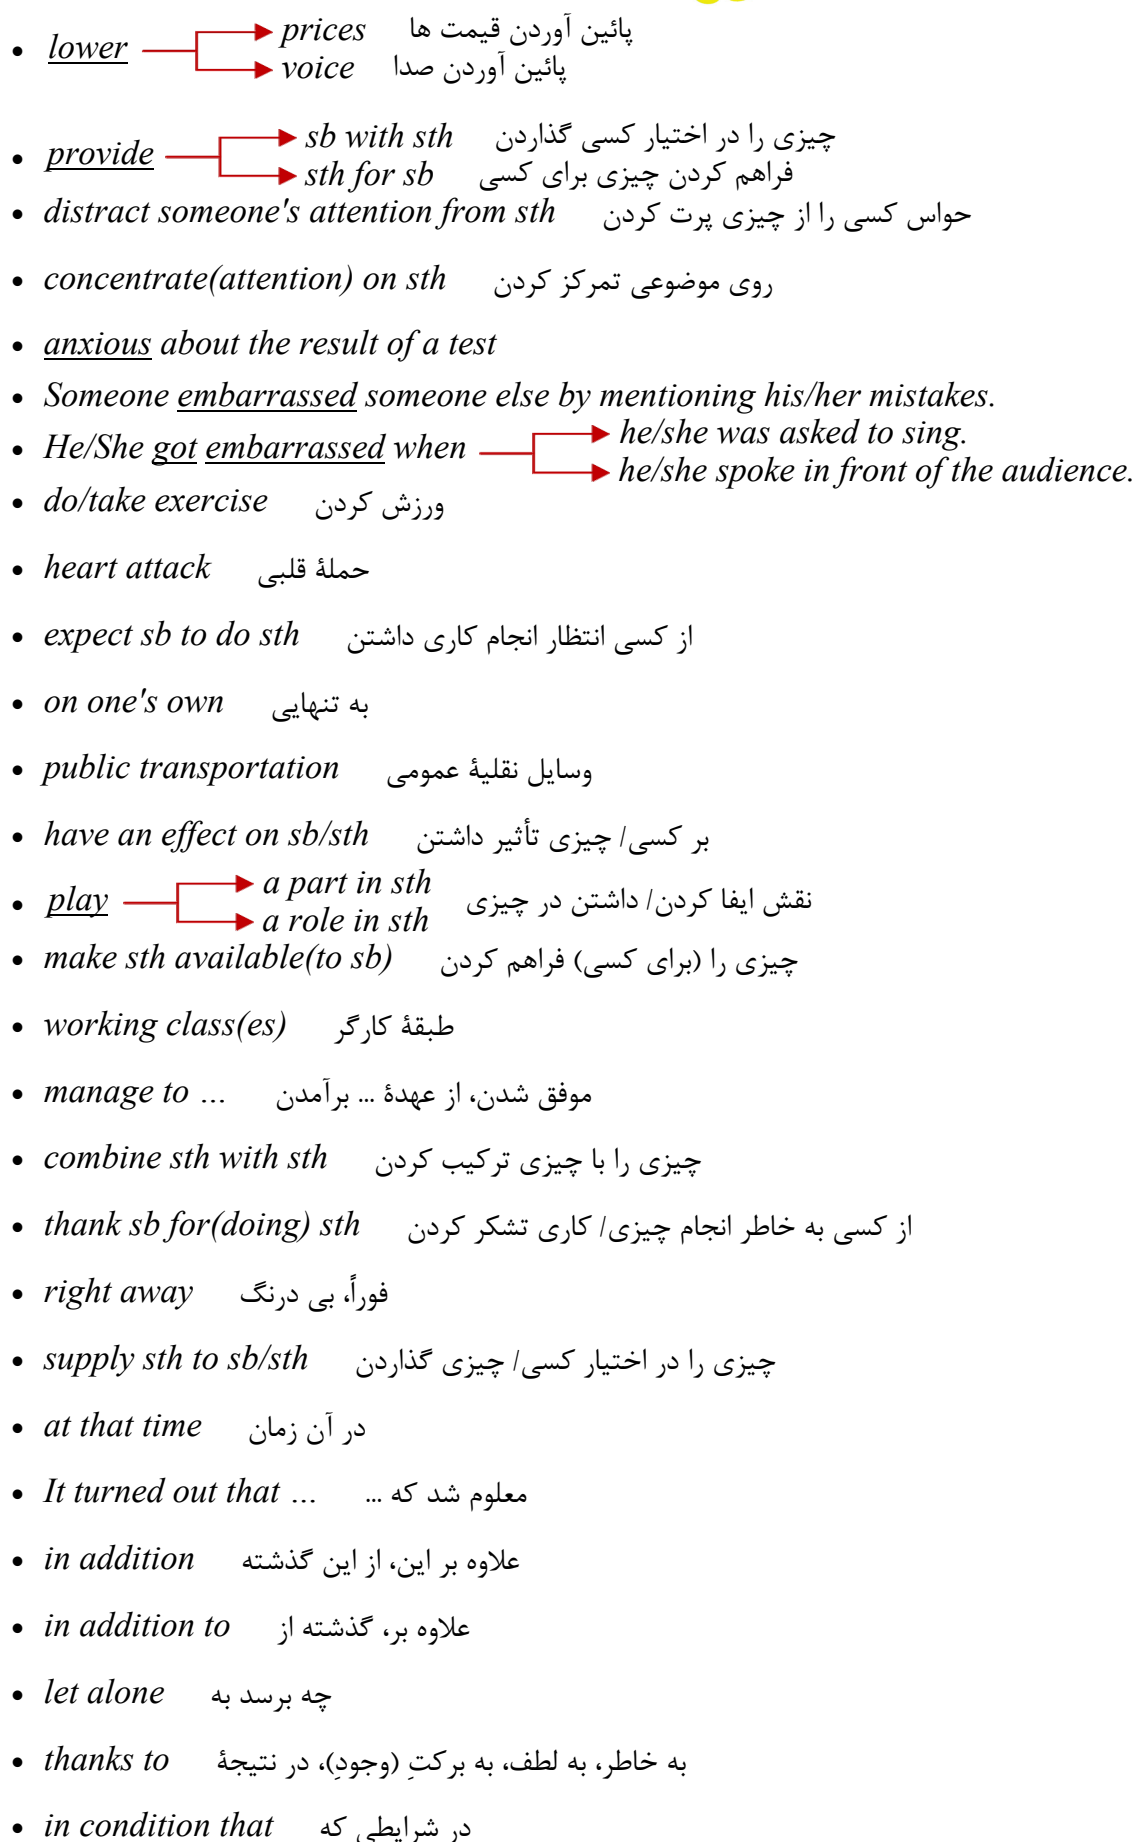 • lower prices پائین آوردن قیمت ها
voice پائین آوردن صدا
• provide sb with sth چیزی را در اختیار کسی گذاردن
sth for sb فراهم کردن چیزی برای کسی
• distract someone's attention from sth حواس کسی را از چیزی پرت کردن
• concentrate(attention) on sth روی موضوعی تمرکز کردن
• anxious about the result of a test
• Someone embarrassed someone else by mentioning his/her mistakes.
• He/She got embarrassed when he/she was asked to sing.
he/she spoke in front of the audience.
• do/take exercise ورزش کردن
• heart attack حملهٔ قلبی
• expect sb to do sth از کسی انتظار انجام کاری داشتن
• on one's own به تنهایی
• public transportation وسایل نقلیهٔ عمومی
• have an effect on sb/sth بر کسی/ چیزی تأثیر داشتن
• play a part in sth نقش ایفا کردن/ داشتن در چیزی
a role in sth
• make sth available(to sb) چیزی را (برای کسی) فراهم کردن
• working class(es) طبقهٔ کارگر
• manage to … موفق شدن، از عهدهٔ ... برآمدن
• combine sth with sth چیزی را با چیزی ترکیب کردن
• thank sb for(doing) sth از کسی به خاطر انجام چیزی/ کاری تشکر کردن
• right away فوراً، بی درنگ
• supply sth to sb/sth چیزی را در اختیار کسی/ چیزی گذاردن
• at that time در آن زمان
• It turned out that … معلوم شد که ...
• in addition علاوه بر این، از این گذشته
• in addition to علاوه بر، گذشته از
• let alone چه برسد به
• thanks to به خاطر، به لطف، به برکتِ (وجودِ)، در نتیجهٔ
• in condition that در شرایطی که